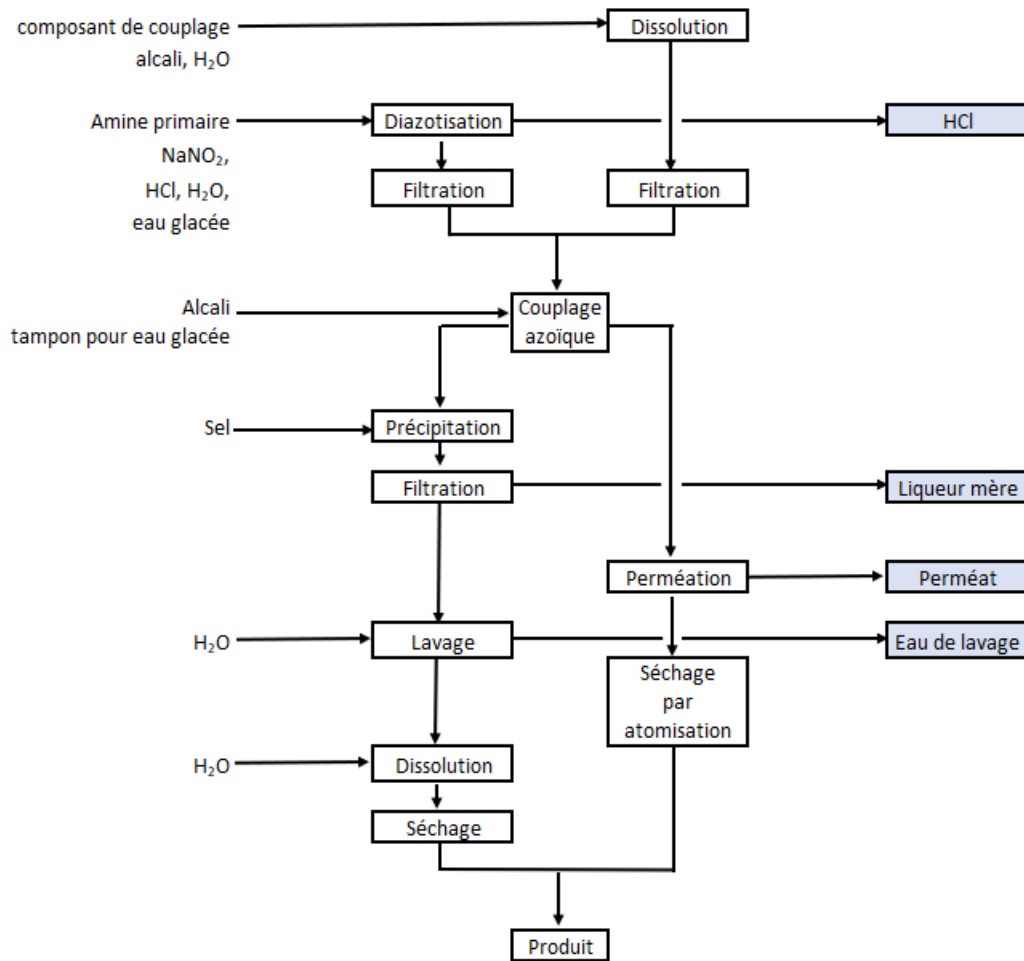 composant de couplage
alcali, H₂O
Dissolution
Amine primaire
NaNO₂,
HCl, H₂O,
eau glacée
Diazotisation
HCl
Filtration
Filtration
Alcali
tampon pour eau glacée
Couplage
azoïque
Sel
Précipitation
Filtration
Liqueur mère
Perméation
Perméat
H₂O
Lavage
Eau de lavage
Séchage
par
atomisation
H₂O
Dissolution
Séchage
Produit